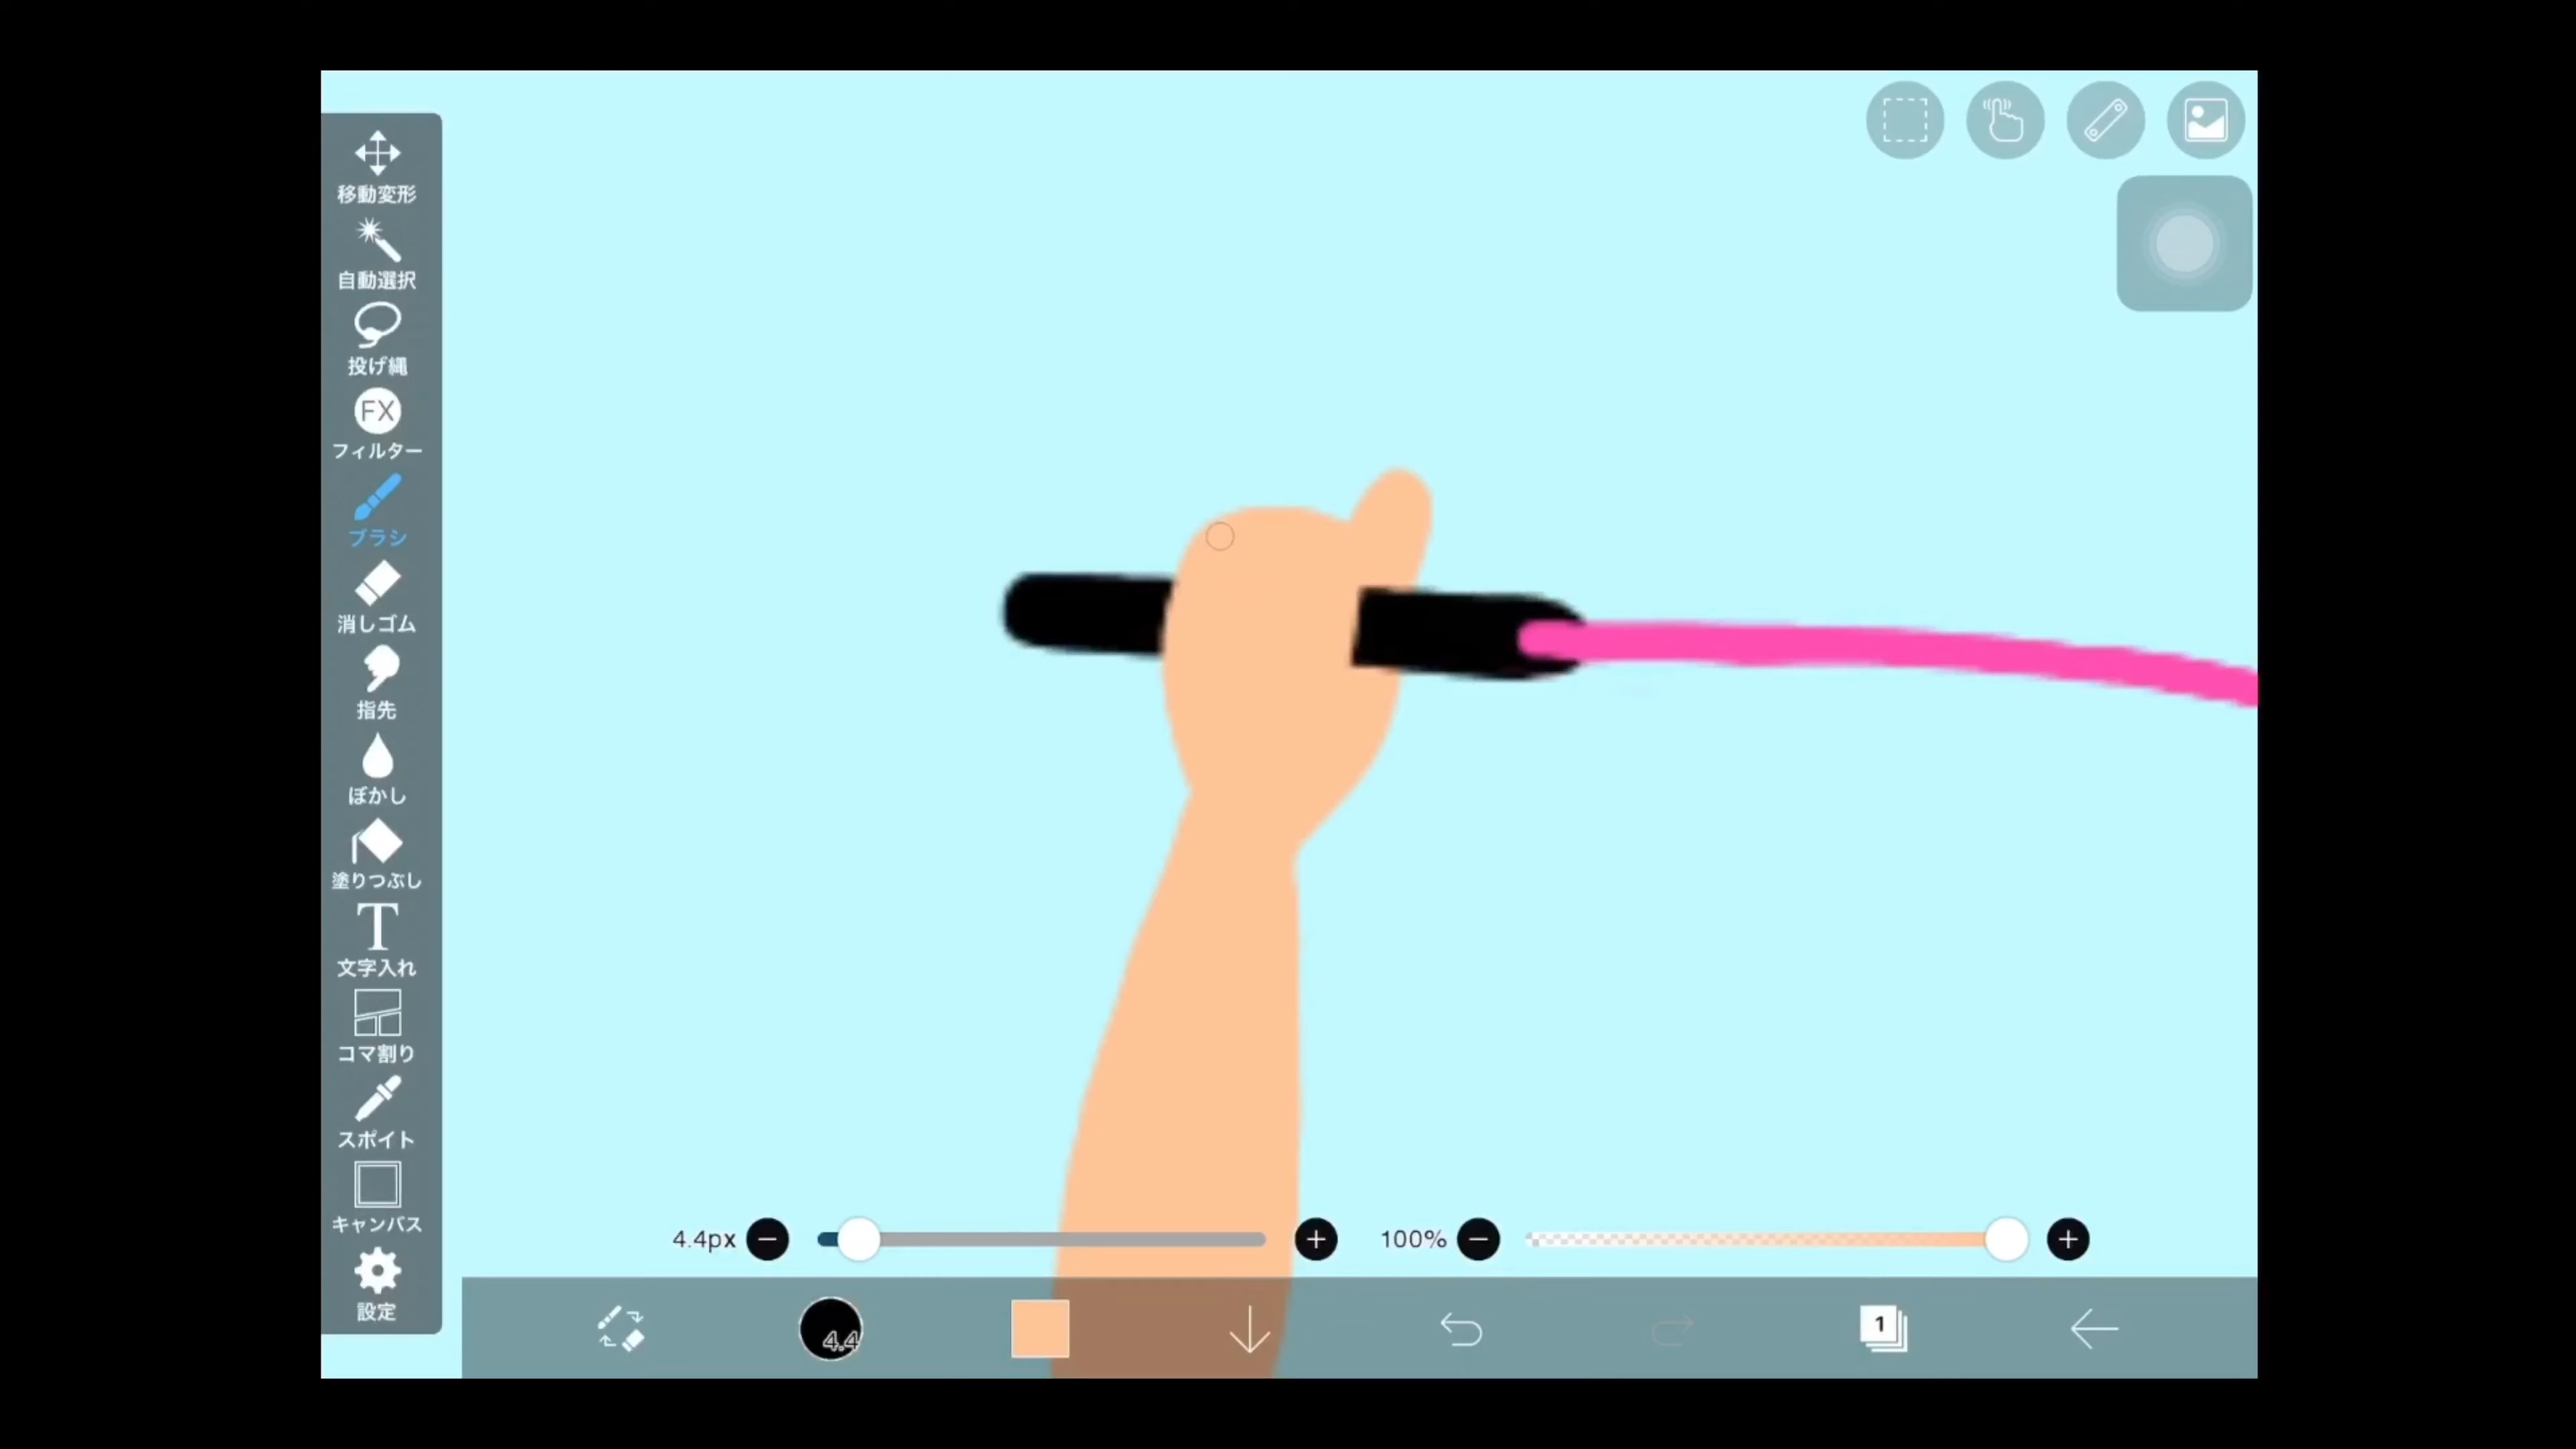 移動変形
自動選択
投げ縄
FX
フィルター
ブラシ
消しゴム
指先
ぼかし
塗りつぶし
T
文字入れ
コマ割り
スポイト
キャンバス
設定
4.4px
100%
4.4
1